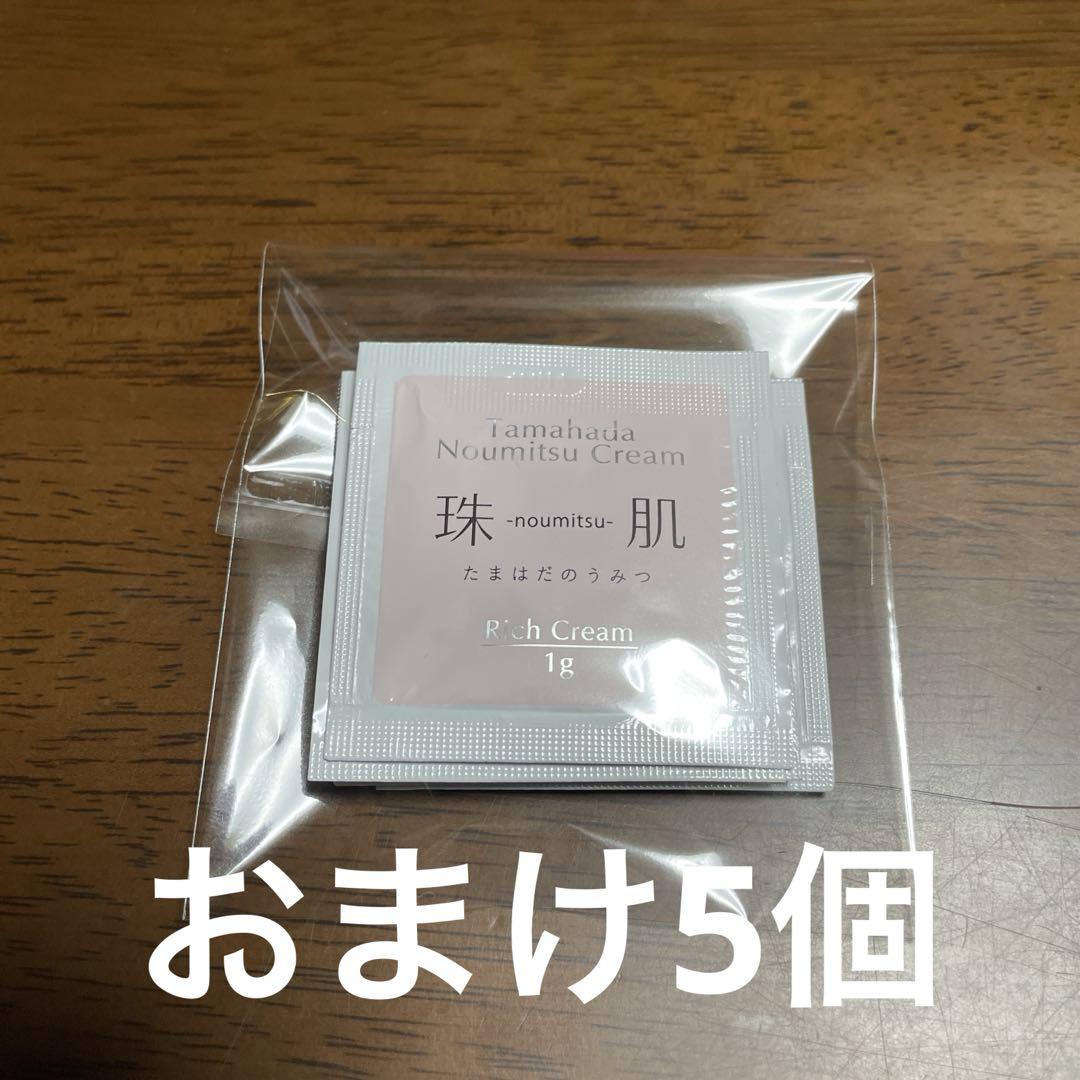 Tamahada
Noumitsu Cream
珠 -noumitsu- 肌
たまはだのうみつ
Rich Cream
1g
おまけ5個